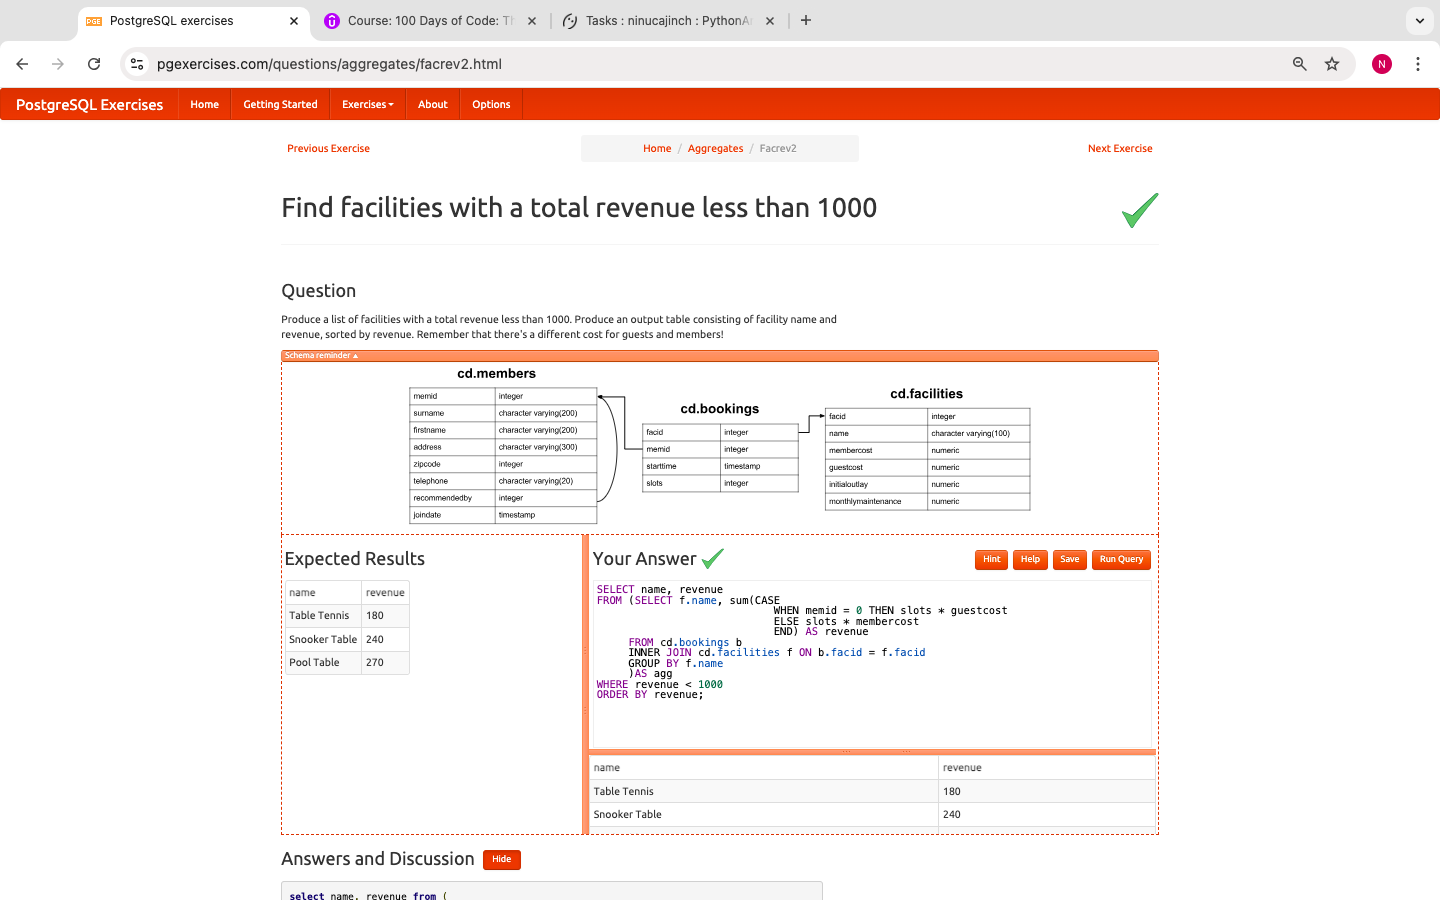 PostgreSQL exercises
Course: 100 Days of Code: Th
Tasks : ninucajinch : PythonA
pgexercises.com/questions/aggregates/facrev2.html
N
PostgreSQL Exercises
Home
Getting Started
Exercises
About
Options
Previous Exercise
Home / Aggregates / Facrev2
Next Exercise
Find facilities with a total revenue less than 1000
Question
Produce a list of facilities with a total revenue less than 1000. Produce an output table consisting of facility name and
revenue, sorted by revenue. Remember that there's a different cost for guests and members!
Schema reminder
cd.members
memid integer
surname character varying(200)
firstname character varying(200)
address character varying(300)
zipcode integer
telephone character varying(20)
recommendedby integer
joindate timestamp
cd.bookings
facid integer
memid integer
starttime timestamp
slots integer
cd.facilities
facid integer
name character varying(100)
membercost numeric
guestcost numeric
initialoutlay numeric
monthlymaintenance numeric
Expected Results
name revenue
Table Tennis 180
Snooker Table 240
Pool Table 270
Your Answer
Hint
Help
Save
Run Query
SELECT name, revenue
FROM (SELECT f.name, sum(CASE
WHEN memid = 0 THEN slots * guestcost
ELSE slots * membercost
END) AS revenue
FROM cd.bookings b
INNER JOIN cd.facilities f ON b.facid = f.facid
GROUP BY f.name
)AS agg
WHERE revenue < 1000
ORDER BY revenue;
name revenue
Table Tennis 180
Snooker Table 240
Answers and Discussion
Hide
select name, revenue from (